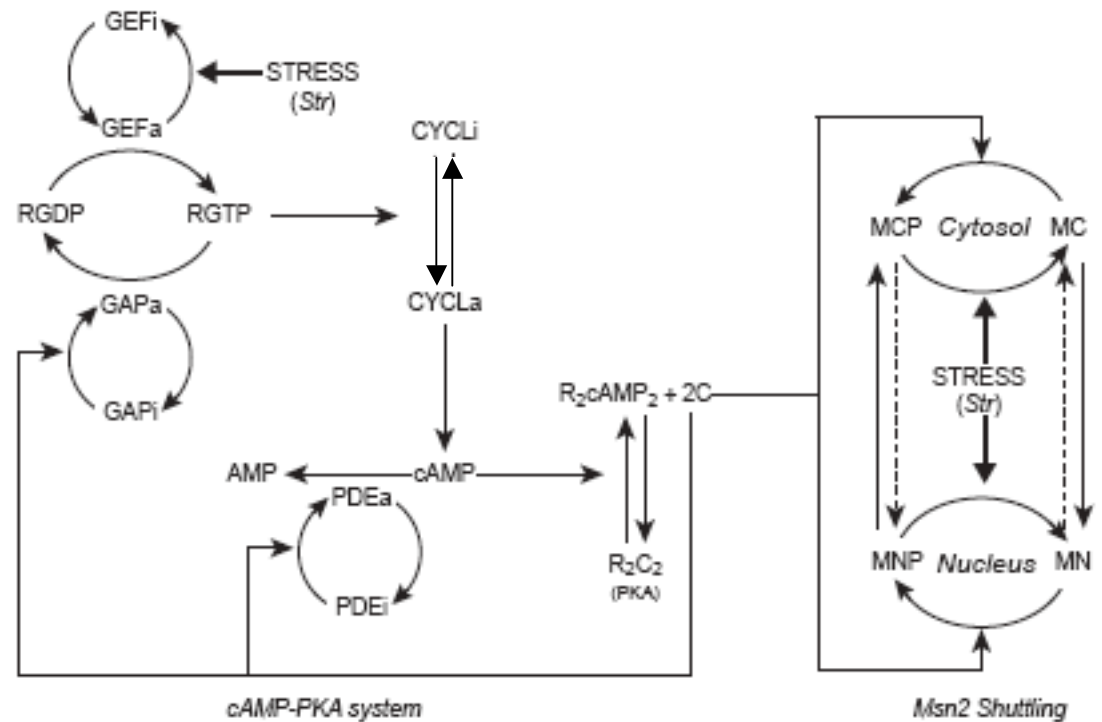 GEFi
STRESS
(Str)
GEFa
CYCLi
RGDP
RGTP
MCP Cytosol MC
GAPa
CYCLa
GAPi
R₂cAMP₂ + 2C
STRESS
(Str)
AMP
cAMP
PDEa
R₂C₂
(PKA)
MNP Nucleus MN
PDEi
cAMP-PKA system
Msn2 Shuttling